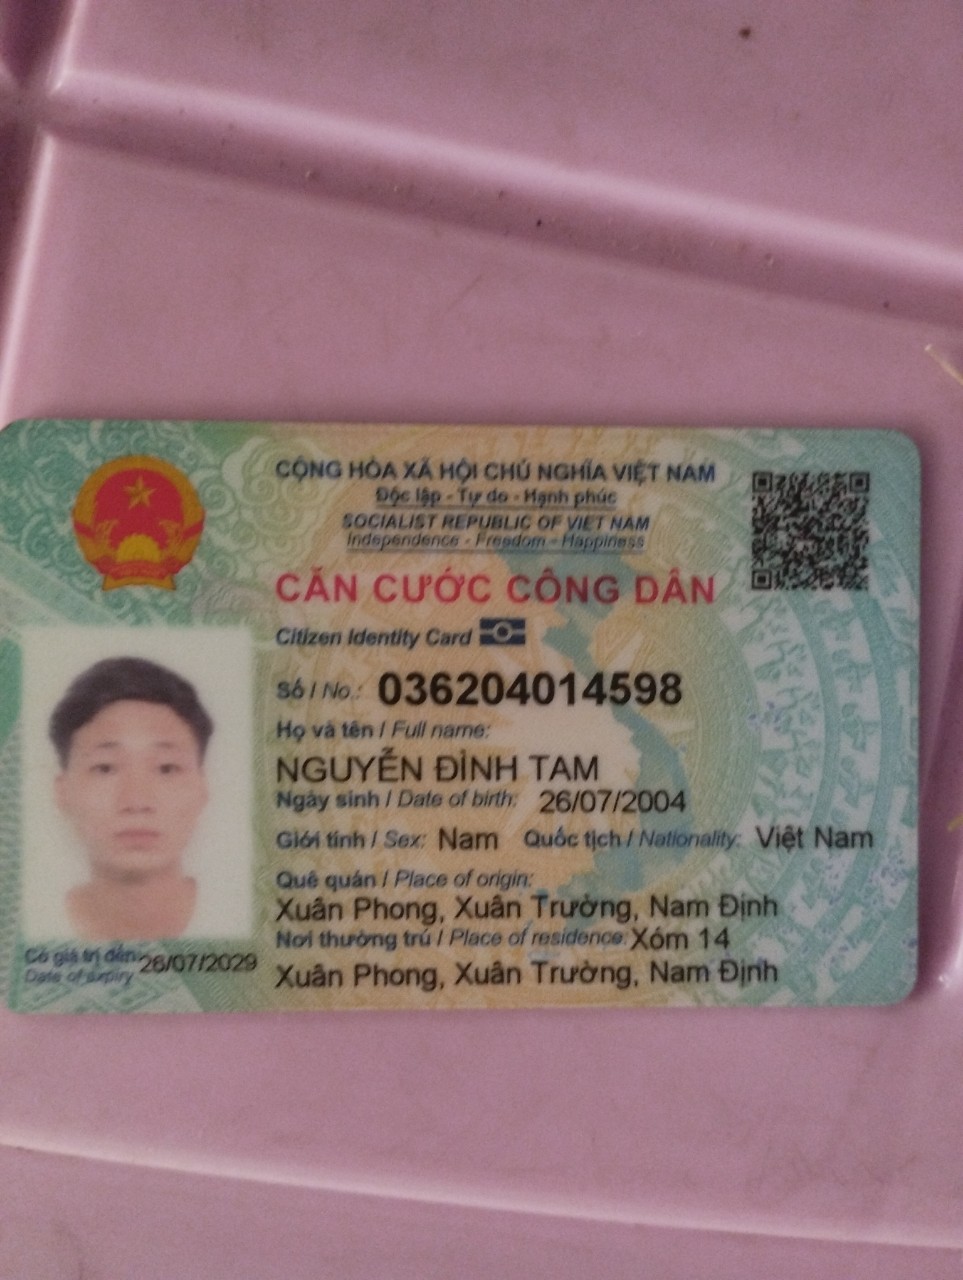 CỘNG HÒA XÃ HỘI CHỦ NGHĨA VIỆT NAM
Độc lập - Tự do - Hạnh phúc
SOCIALIST REPUBLIC OF VIET NAM
Independence - Freedom - Happiness
CĂN CƯỚC CÔNG DÂN
Citizen Identity Card
Số / No.: 036204014598
Họ và tên / Full name:
NGUYỄN ĐÌNH TAM
Ngày sinh / Date of birth: 26/07/2004
Giới tính / Sex: Nam Quốc tịch / Nationality: Việt Nam
Quê quán / Place of origin:
Xuân Phong, Xuân Trường, Nam Định
Nơi thường trú / Place of residence: Xóm 14
Xuân Phong, Xuân Trường, Nam Định
Có giá trị đến: 26/07/2029
Date of expiry